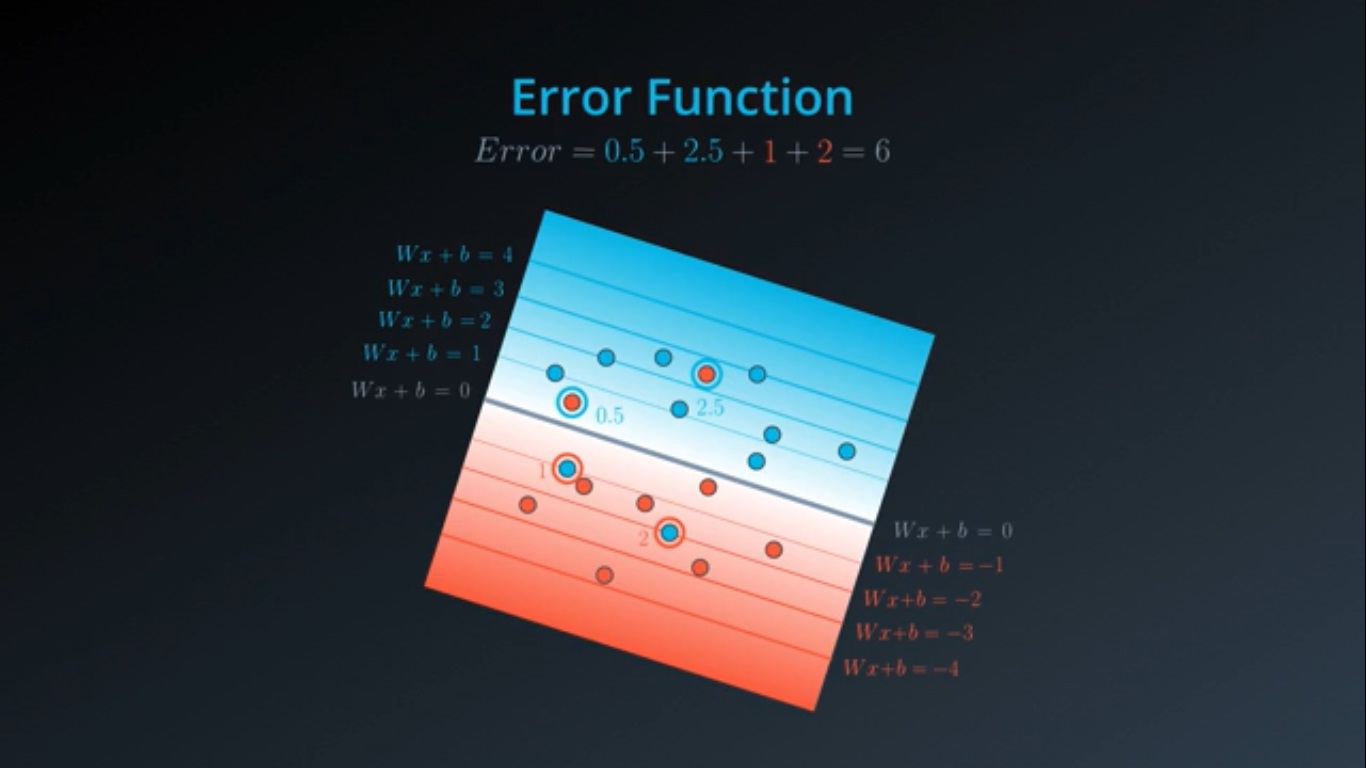 Error Function
Error = 0.5 + 2.5 + 1 + 2 = 6
Wx + b = 4
Wx + b = 3
Wx + b = 2
Wx + b = 1
Wx + b = 0
2.5
0.5
1
2
Wx + b = 0
Wx + b = −1
Wx+b = −2
Wx+b = −3
Wx+b = −4